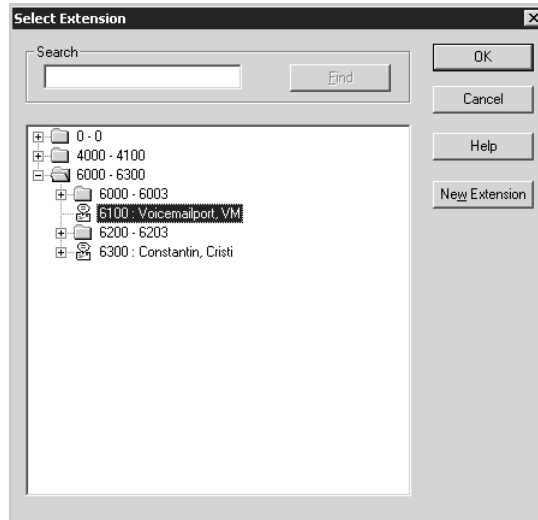 Select Extension
Search
Find
OK
Cancel
Help
New Extension
0 - 0
4000 - 4100
6000 - 6300
6000 - 6003
6100 : Voicemailport, VM
6200 - 6203
6300 : Constantin, Cristi